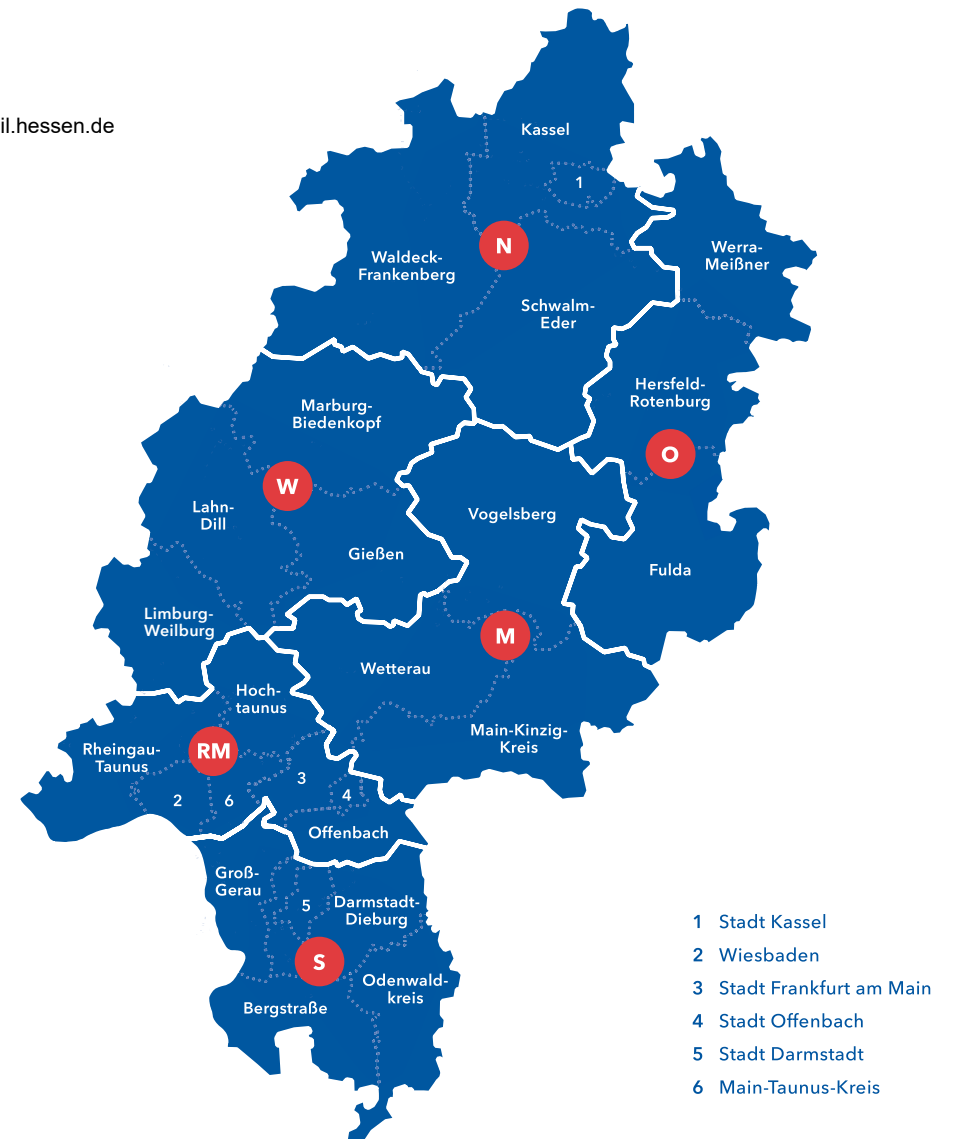 il.hessen.de
Kassel
1
N
Waldeck-
Frankenberg
Werra-
Meißner
Schwalm-
Eder
Hersfeld-
Rotenburg
Marburg-
Biedenkopf
O
W
Lahn-
Dill
Vogelsberg
Gießen
Fulda
Limburg-
Weilburg
M
Wetterau
Hoch-
taunus
Main-Kinzig-
Kreis
Rheingau-
Taunus
RM
3
2
6
4
Offenbach
Groß-
Gerau
5
Darmstadt-
Dieburg
S
Odenwald-
kreis
Bergstraße
1 Stadt Kassel
2 Wiesbaden
3 Stadt Frankfurt am Main
4 Stadt Offenbach
5 Stadt Darmstadt
6 Main-Taunus-Kreis